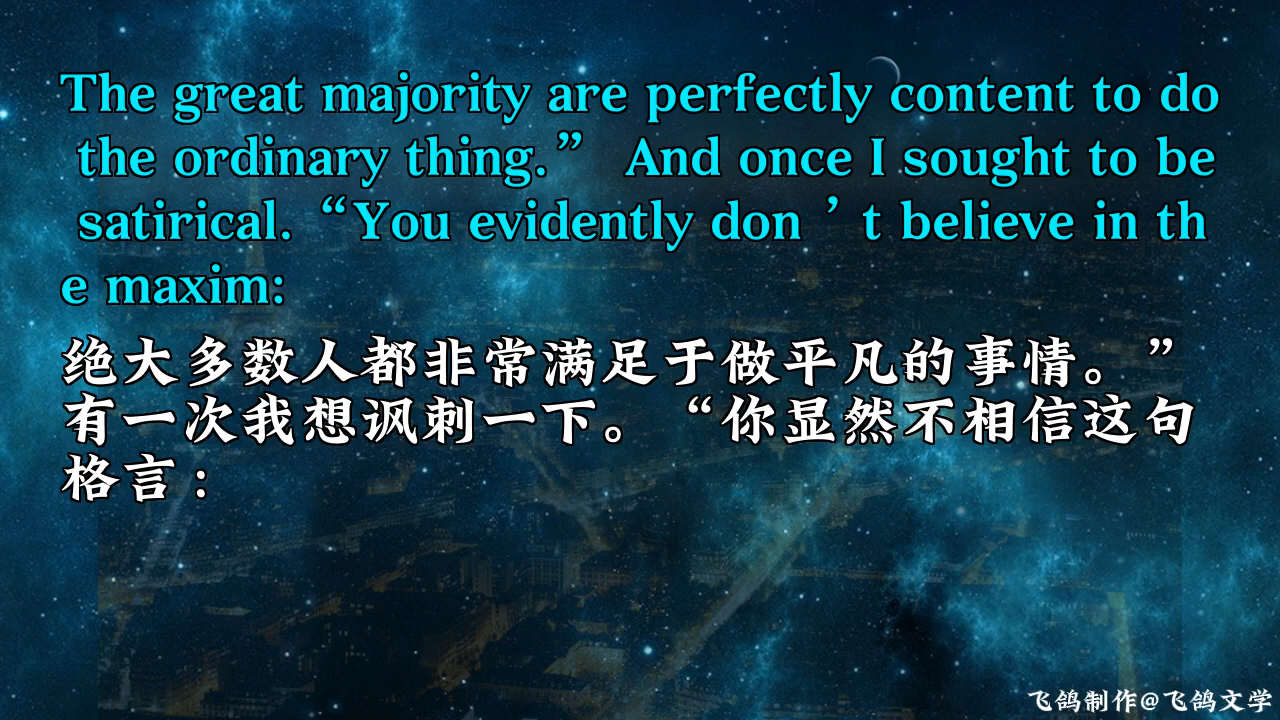 The great majority are perfectly content to do
the ordinary thing.” And once I sought to be
satirical. “You evidently don ’ t believe in th
e maxim:
绝大多数人都非常满足于做平凡的事情。”
有一次我想讽刺一下。“你显然不相信这句
格言：
飞鸽制作@飞鸽文学